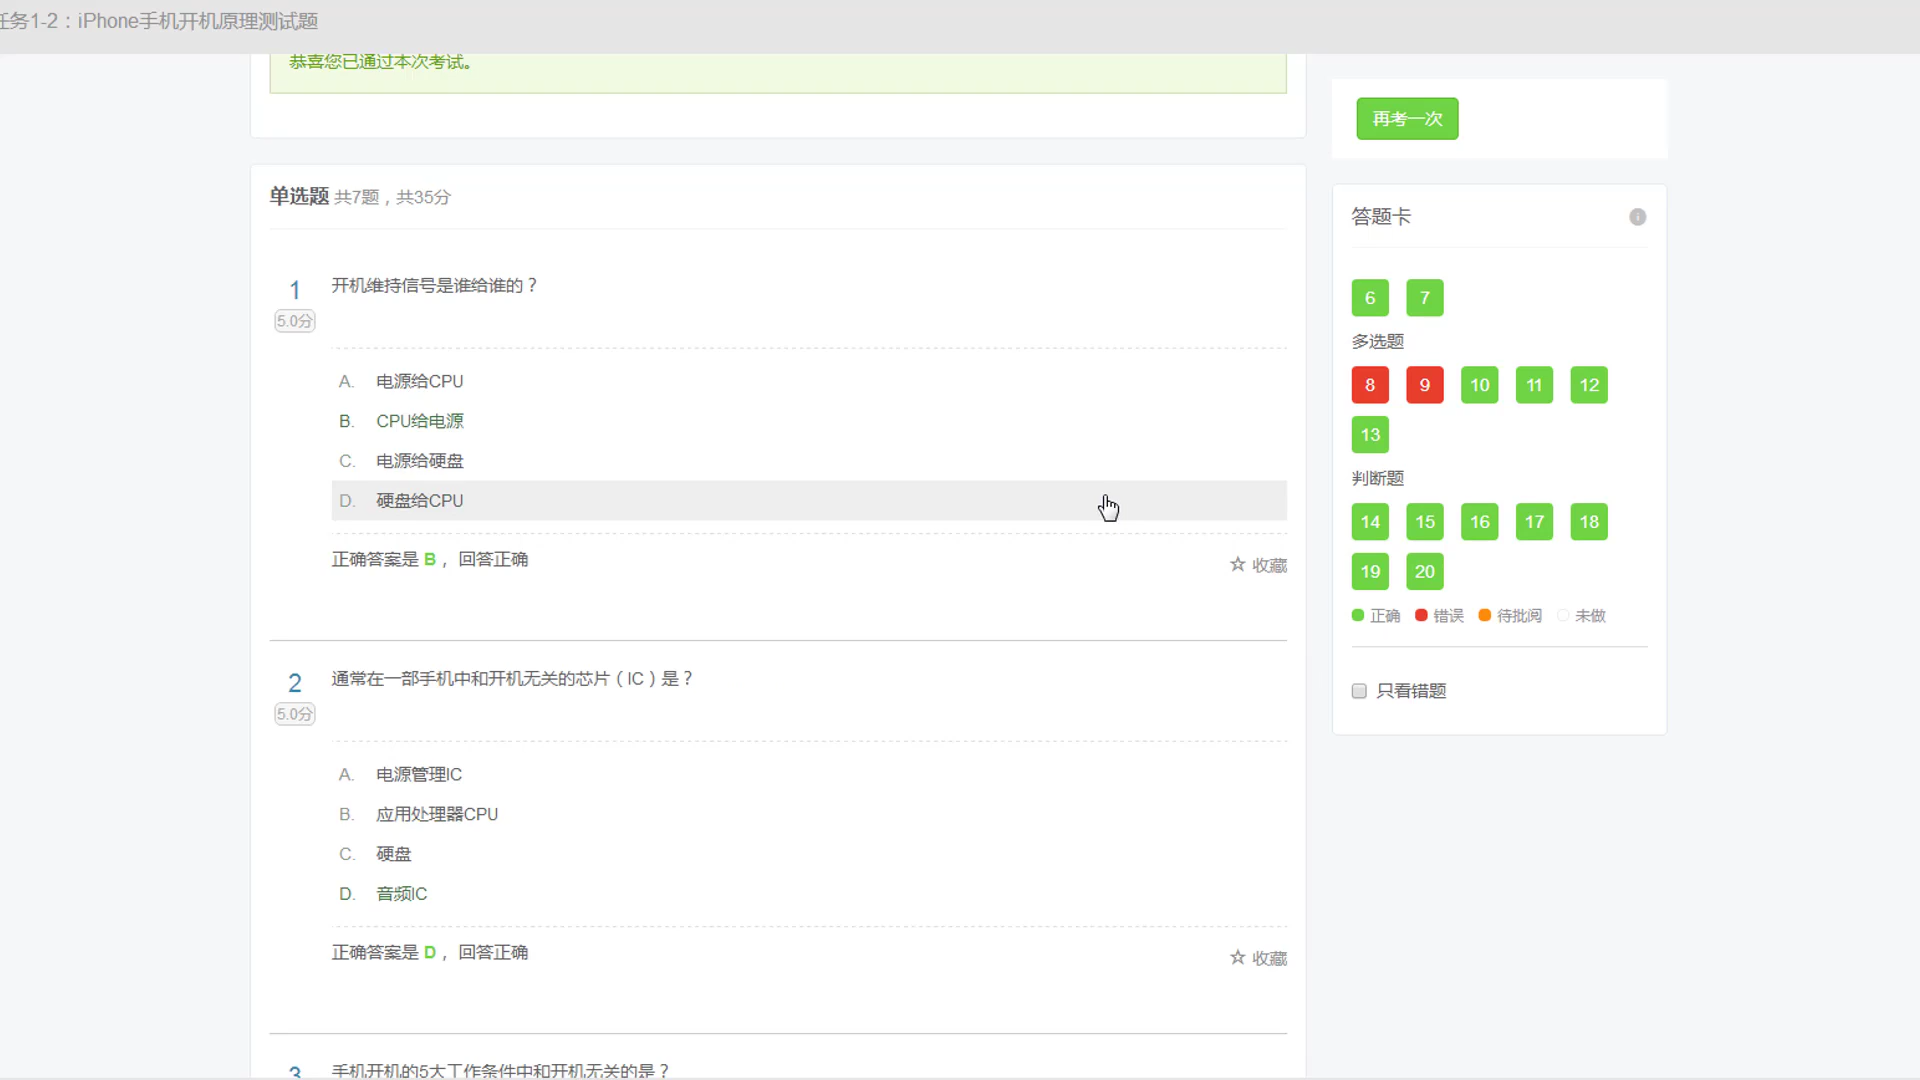 任务1-2：iPhone手机开机原理测试题
恭喜您已通过本次考试。
再考一次
单选题 共7题，共35分
1
5.0分
开机维持信号是谁给谁的？
A. 电源给CPU
B. CPU给电源
C. 电源给硬盘
D. 硬盘给CPU
正确答案是 B， 回答正确
☆ 收藏
2
5.0分
通常在一部手机中和开机无关的芯片（IC）是？
A. 电源管理IC
B. 应用处理器CPU
C. 硬盘
D. 音频IC
正确答案是 D， 回答正确
☆ 收藏
3
手机开机的5大工作条件中和开机无关的是？
答题卡
6 7
多选题
8 9 10 11 12
13
判断题
14 15 16 17 18
19 20
正确 错误 待批阅 未做
只看错题